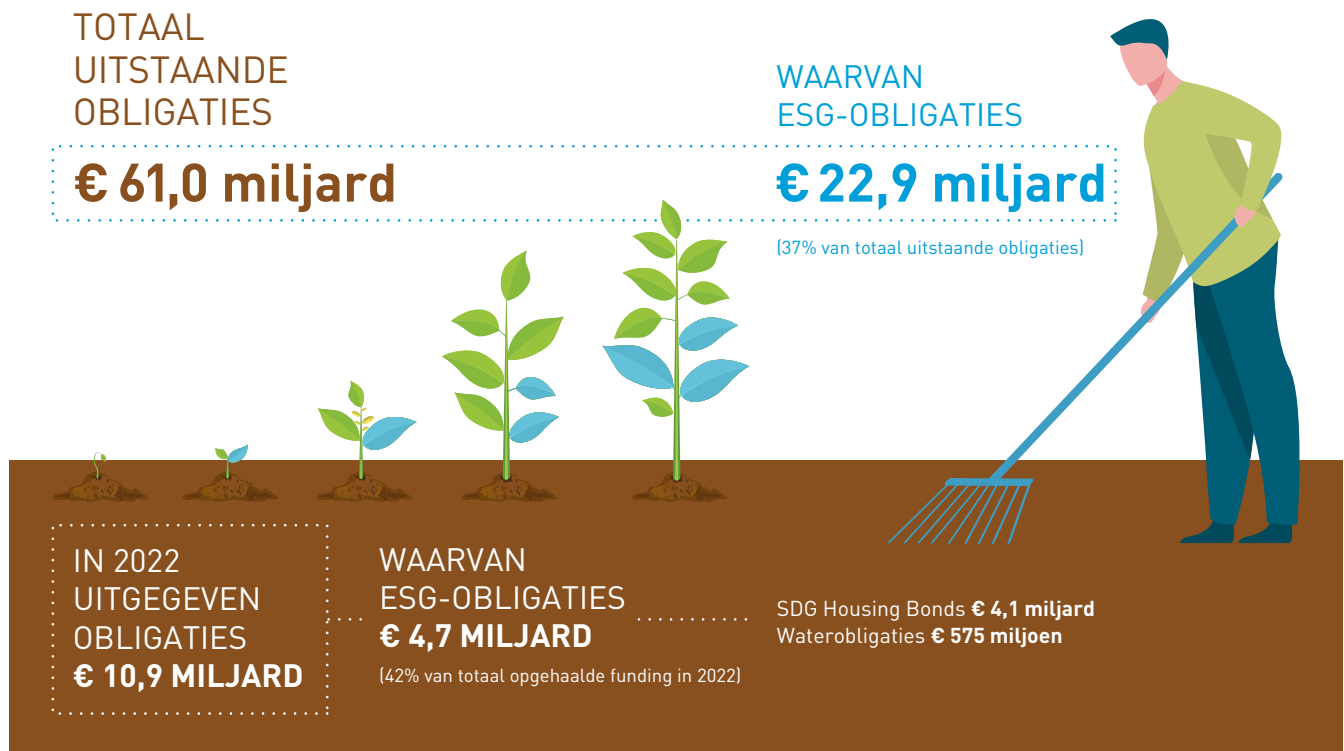 TOTAAL
UITSTAANDE
OBLIGATIES
€ 61,0 miljard
WAARVAN
ESG-OBLIGATIES
€ 22,9 miljard
(37% van totaal uitstaande obligaties)
IN 2022
UITGEGEVEN
OBLIGATIES
€ 10,9 MILJARD
WAARVAN
ESG-OBLIGATIES
€ 4,7 MILJARD
(42% van totaal opgehaalde funding in 2022)
SDG Housing Bonds € 4,1 miljard
Waterobligaties € 575 miljoen